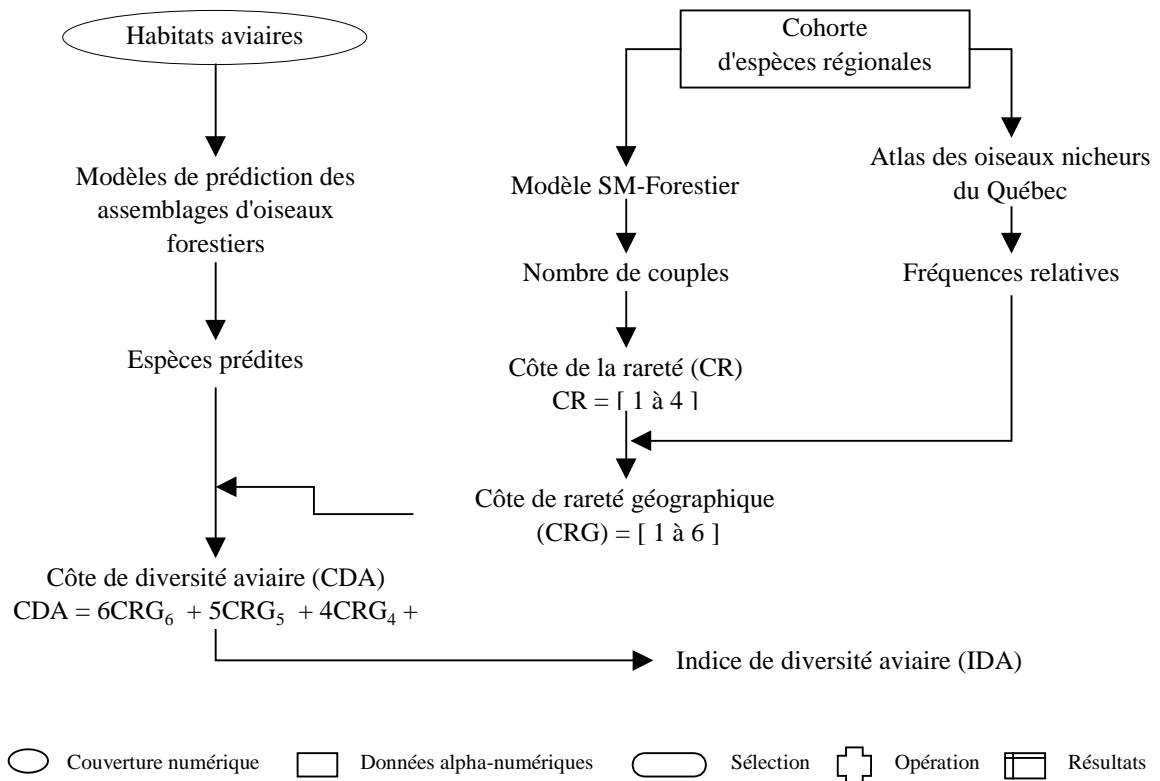 Habitats aviaires
Cohorte
d'espèces régionales
Modèles de prédiction des
assemblages d'oiseaux
forestiers
Modèle SM-Forestier
Atlas des oiseaux nicheurs
du Québec
Nombre de couples
Fréquences relatives
Espèces prédites
Côte de la rareté (CR)
CR = [ 1 à 4 ]
Côte de rareté géographique
(CRG) = [ 1 à 6 ]
Côte de diversité aviaire (CDA)
CDA = 6CRG₆ + 5CRG₅ + 4CRG₄ +
Indice de diversité aviaire (IDA)
Couverture numérique Données alpha-numériques Sélection Opération Résultats